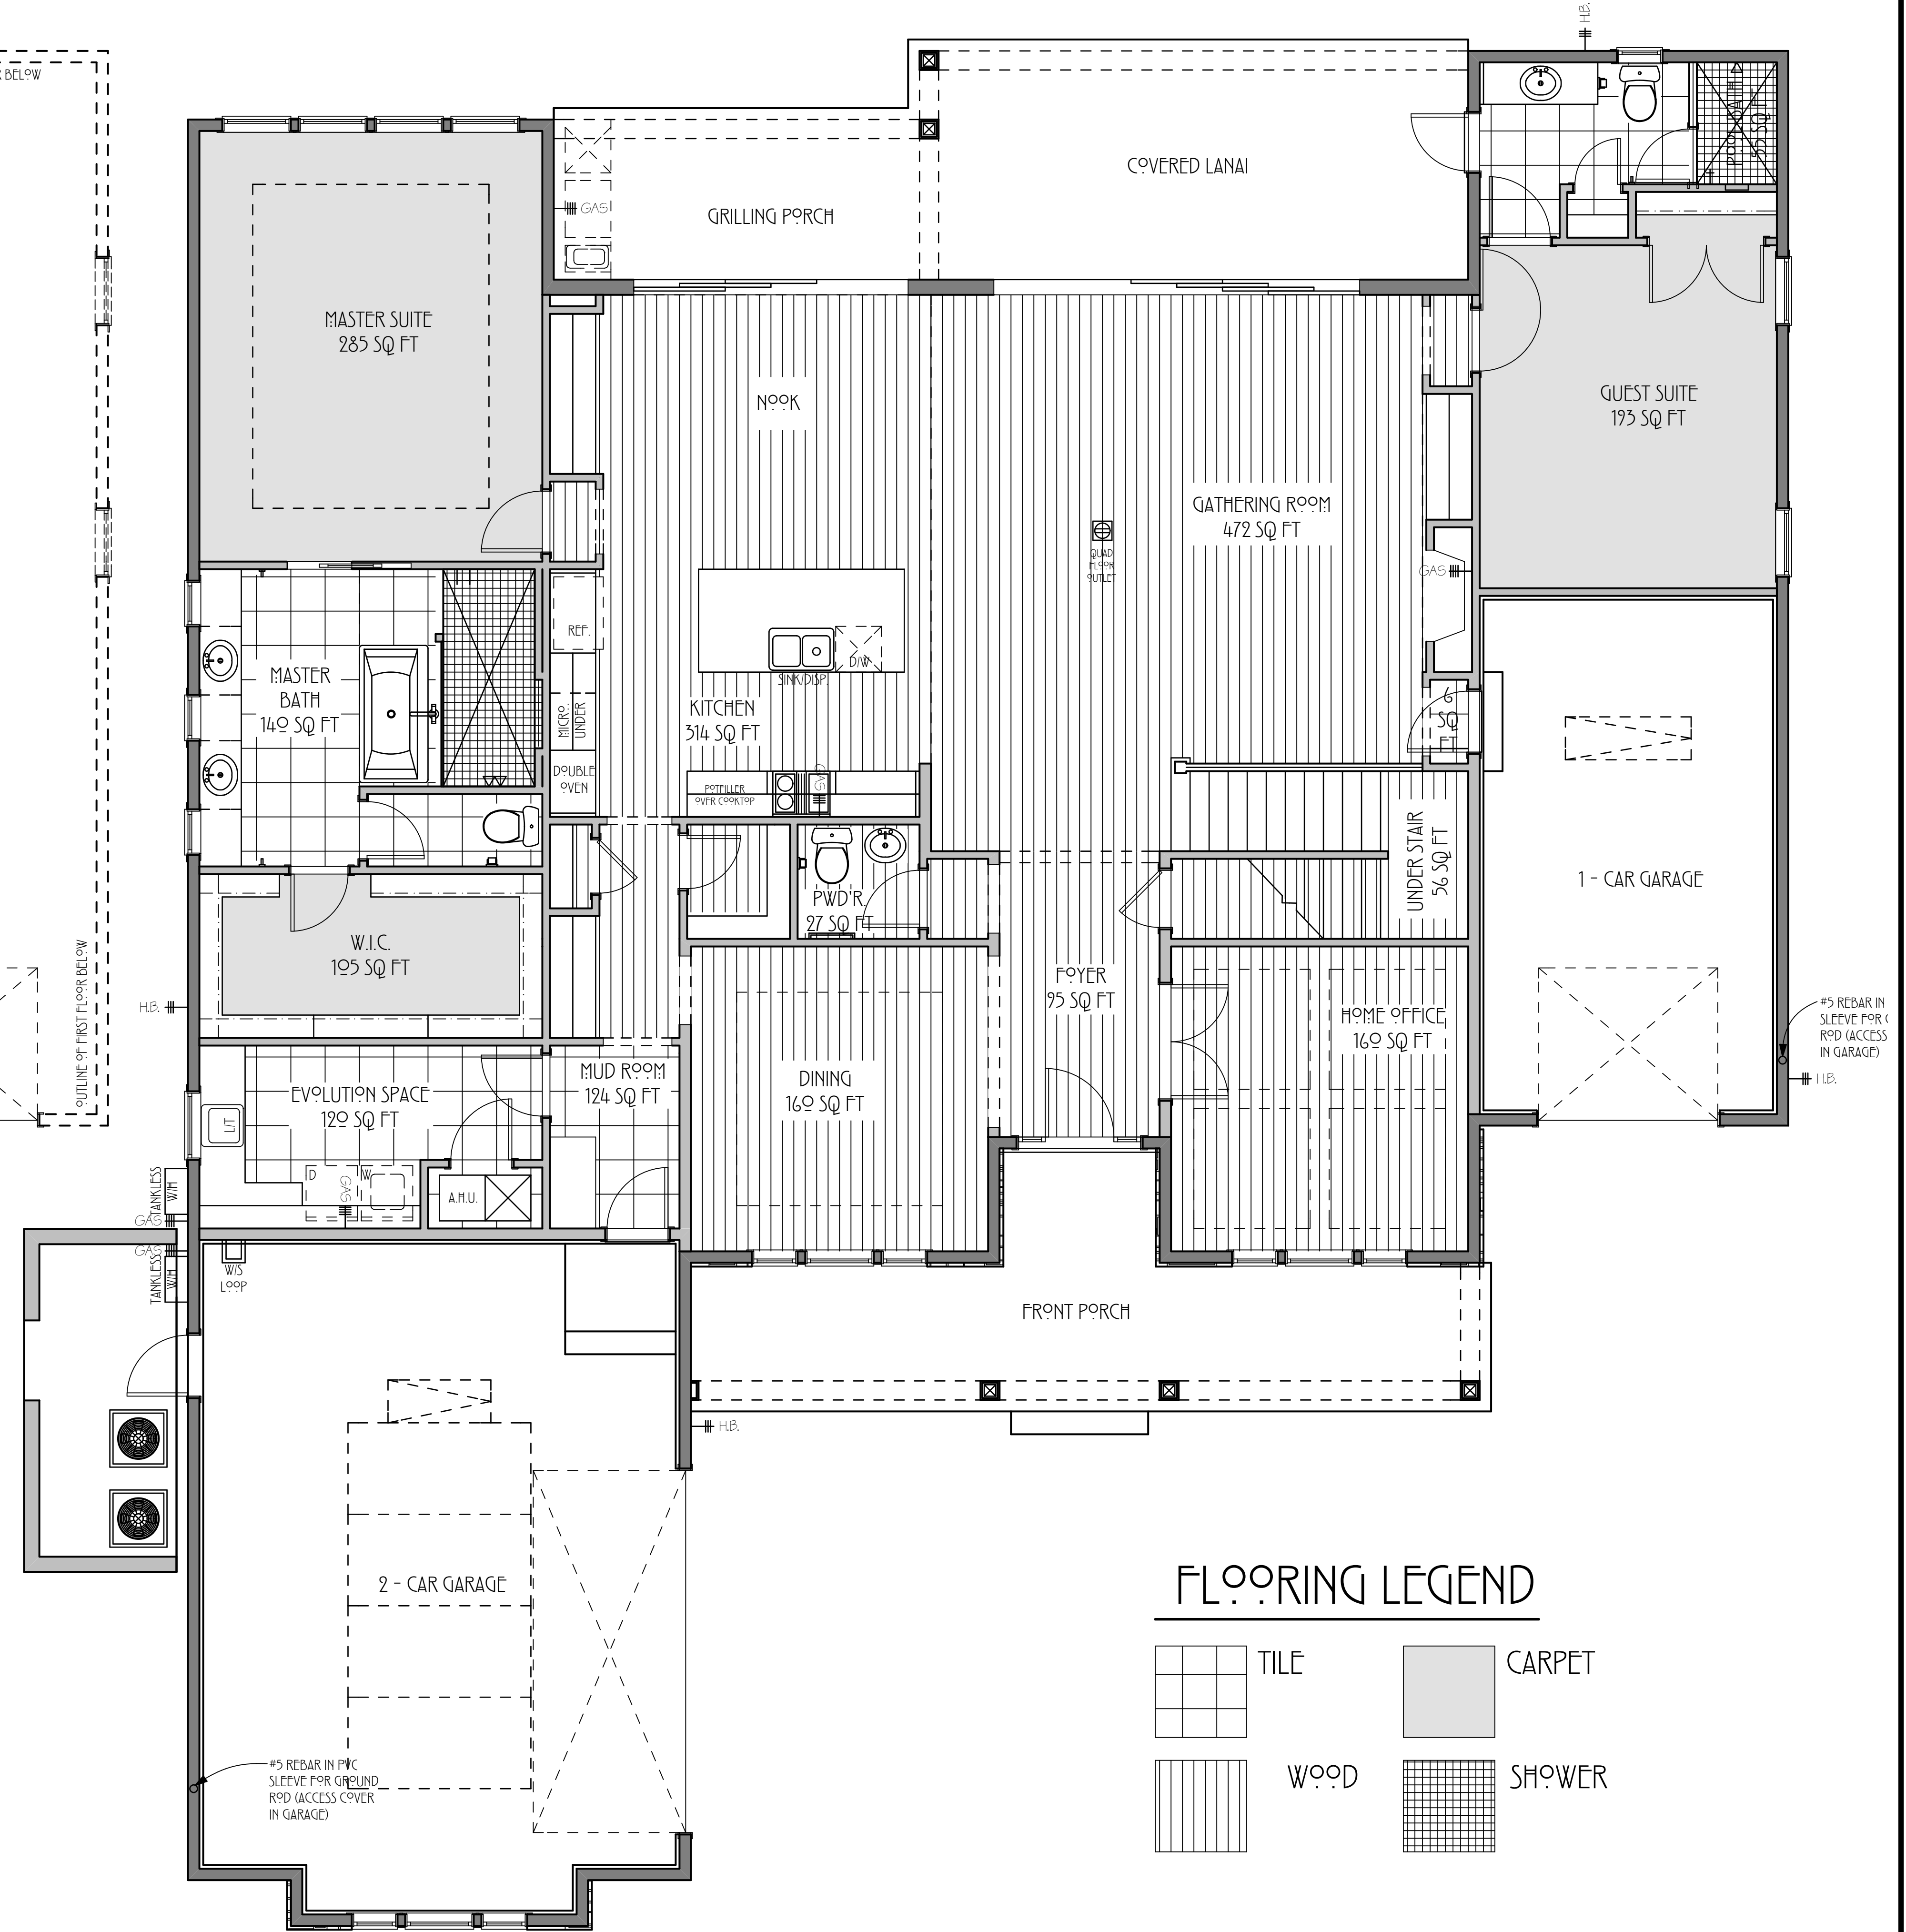 H.B.
R BELOW
POOL BATH
55 SQ FT
COVERED LANAI
GRILLING PORCH
GAS
MASTER SUITE
285 SQ FT
NOOK
GUEST SUITE
193 SQ FT
GATHERING ROOM
472 SQ FT
QUAD
FLOOR
OUTLET
GAS
REF.
D/W
SINK/DISP.
MASTER
BATH
140 SQ FT
KITCHEN
314 SQ FT
MICRO.
UNDER
6
SQ
FT
DOUBLE
OVEN
POTFILLER
OVER COOKTOP
GAS
UNDER STAIR
56 SQ FT
1 - CAR GARAGE
PWD'R.
27 SQ FT
W.I.C.
105 SQ FT
FOYER
95 SQ FT
HOME OFFICE
160 SQ FT
H.B.
OUTLINE OF FIRST FLOOR BELOW
#5 REBAR IN
SLEEVE FOR
ROD (ACCESS
IN GARAGE)
H.B.
MUD ROOM
124 SQ FT
DINING
160 SQ FT
EVOLUTION SPACE
120 SQ FT
L/T
D
W
GAS
A.H.U.
TANKLESS
W/H
GAS
GAS
TANKLESS
W/H
W/S
LOOP
FRONT PORCH
H.B.
2 - CAR GARAGE
#5 REBAR IN PVC
SLEEVE FOR GROUND
ROD (ACCESS COVER
IN GARAGE)
FLOORING LEGEND
TILE
CARPET
WOOD
SHOWER